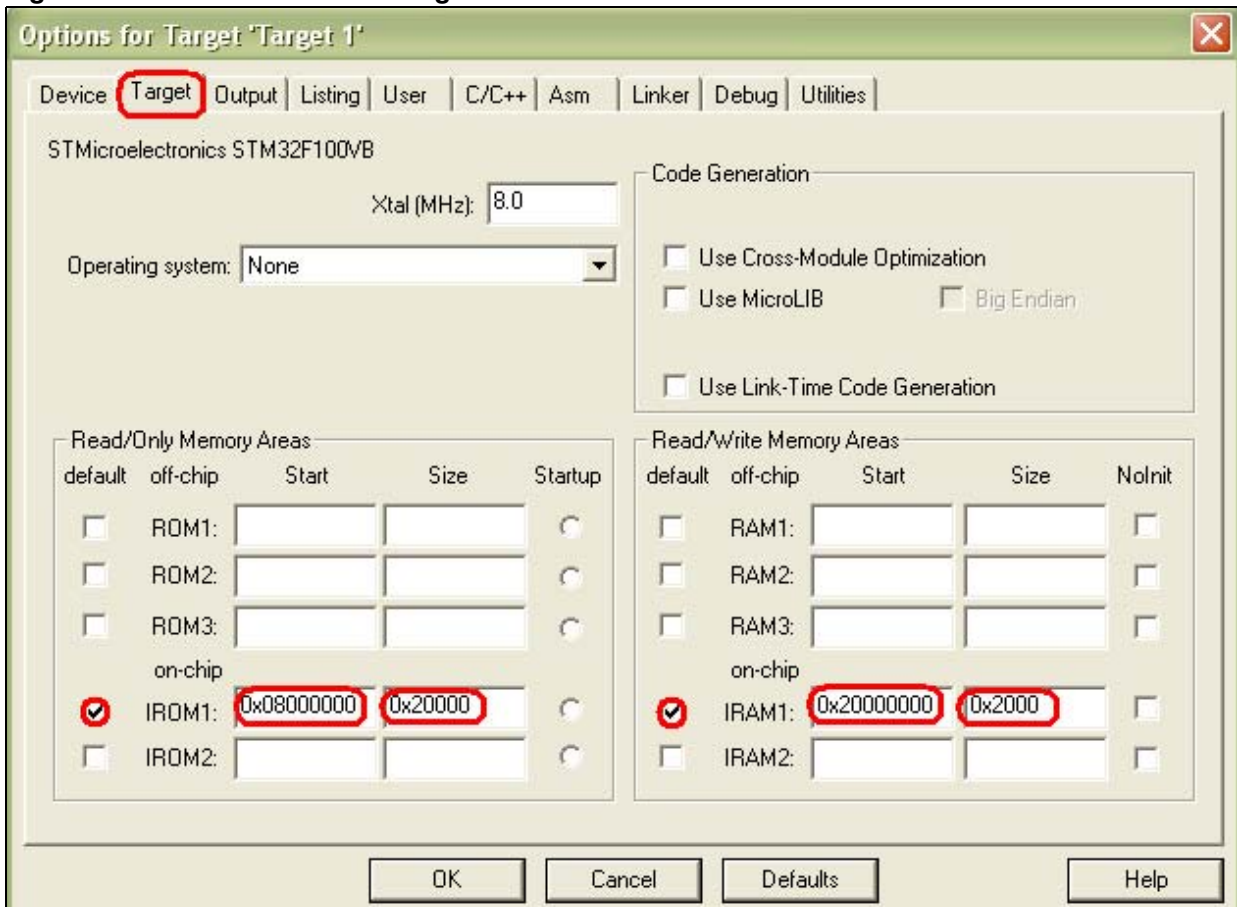 Options for Target 'Target 1'
Device Target Output Listing User C/C++ Asm Linker Debug Utilities
STMicroelectronics STM32F100VB
Xtal (MHz): 8.0
Operating system: None
Code Generation
Use Cross-Module Optimization
Use MicroLIB Big Endian
Use Link-Time Code Generation
Read/Only Memory Areas
default off-chip Start Size Startup
ROM1:
ROM2:
ROM3:
on-chip
IROM1: 0x08000000 0x20000
IROM2:
Read/Write Memory Areas
default off-chip Start Size NoInit
RAM1:
RAM2:
RAM3:
on-chip
IRAM1: 0x20000000 0x2000
IRAM2:
OK Cancel Defaults Help